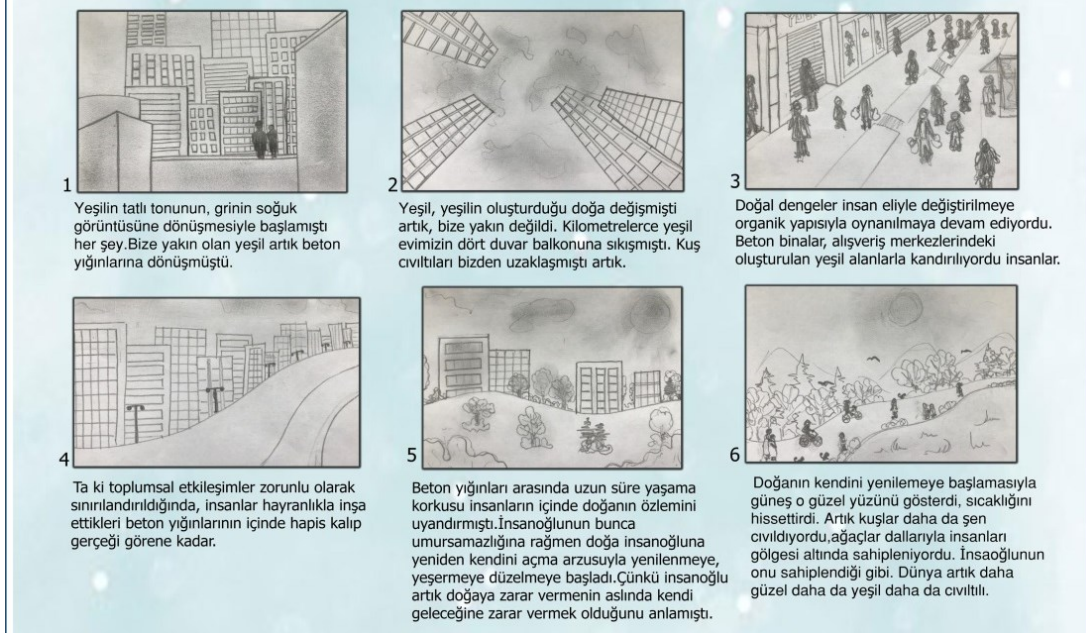 1
Yeşilin tatlı tonunun, grinin soğuk
görüntüsüne dönüşmesiyle başlamıştı
her şey.Bize yakın olan yeşil artık beton
yığınlarına dönüşmüştü.
2
Yeşil, yeşilin oluşturduğu doğa değişmişti
artık, bize yakın değildi. Kilometrelerce yeşil
evimizin dört duvar balkonuna sıkışmıştı. Kuş
cıvıltıları bizden uzaklaşmıştı artık.
3
Doğal dengeler insan eliyle değiştirilmeye
organik yapısıyla oynanılmaya devam ediyordu.
Beton binalar, alışveriş merkezlerindeki
oluşturulan yeşil alanlarla kandırılıyordu insanlar.
4
Ta ki toplumsal etkileşimler zorunlu olarak
sınırlandırıldığında, insanlar hayranlıkla inşa
ettikleri beton yığınlarının içinde hapis kalıp
gerçeği görene kadar.
5
Beton yığınları arasında uzun süre yaşama
korkusu insanların içinde doğanın özlemini
uyandırmıştı.İnsanoğlunun bunca
umursamazlığına rağmen doğa insanoğluna
yeniden kendini açma arzusuyla yenilenmeye,
yeşermeye düzelmeye başladı.Çünkü insanoğlu
artık doğaya zarar vermenin aslında kendi
geleceğine zarar vermek olduğunu anlamıştı.
6
Doğanın kendini yenilemeye başlamasıyla
güneş o güzel yüzünü gösterdi, sıcaklığını
hissettirdi. Artık kuşlar daha da şen
cıvıldıyordu,ağaçlar dallarıyla insanları
gölgesi altında sahipleniyordu. İnsaoğlunun
onu sahiplendiği gibi. Dünya artık daha
güzel daha da yeşil daha da cıvıltılı.